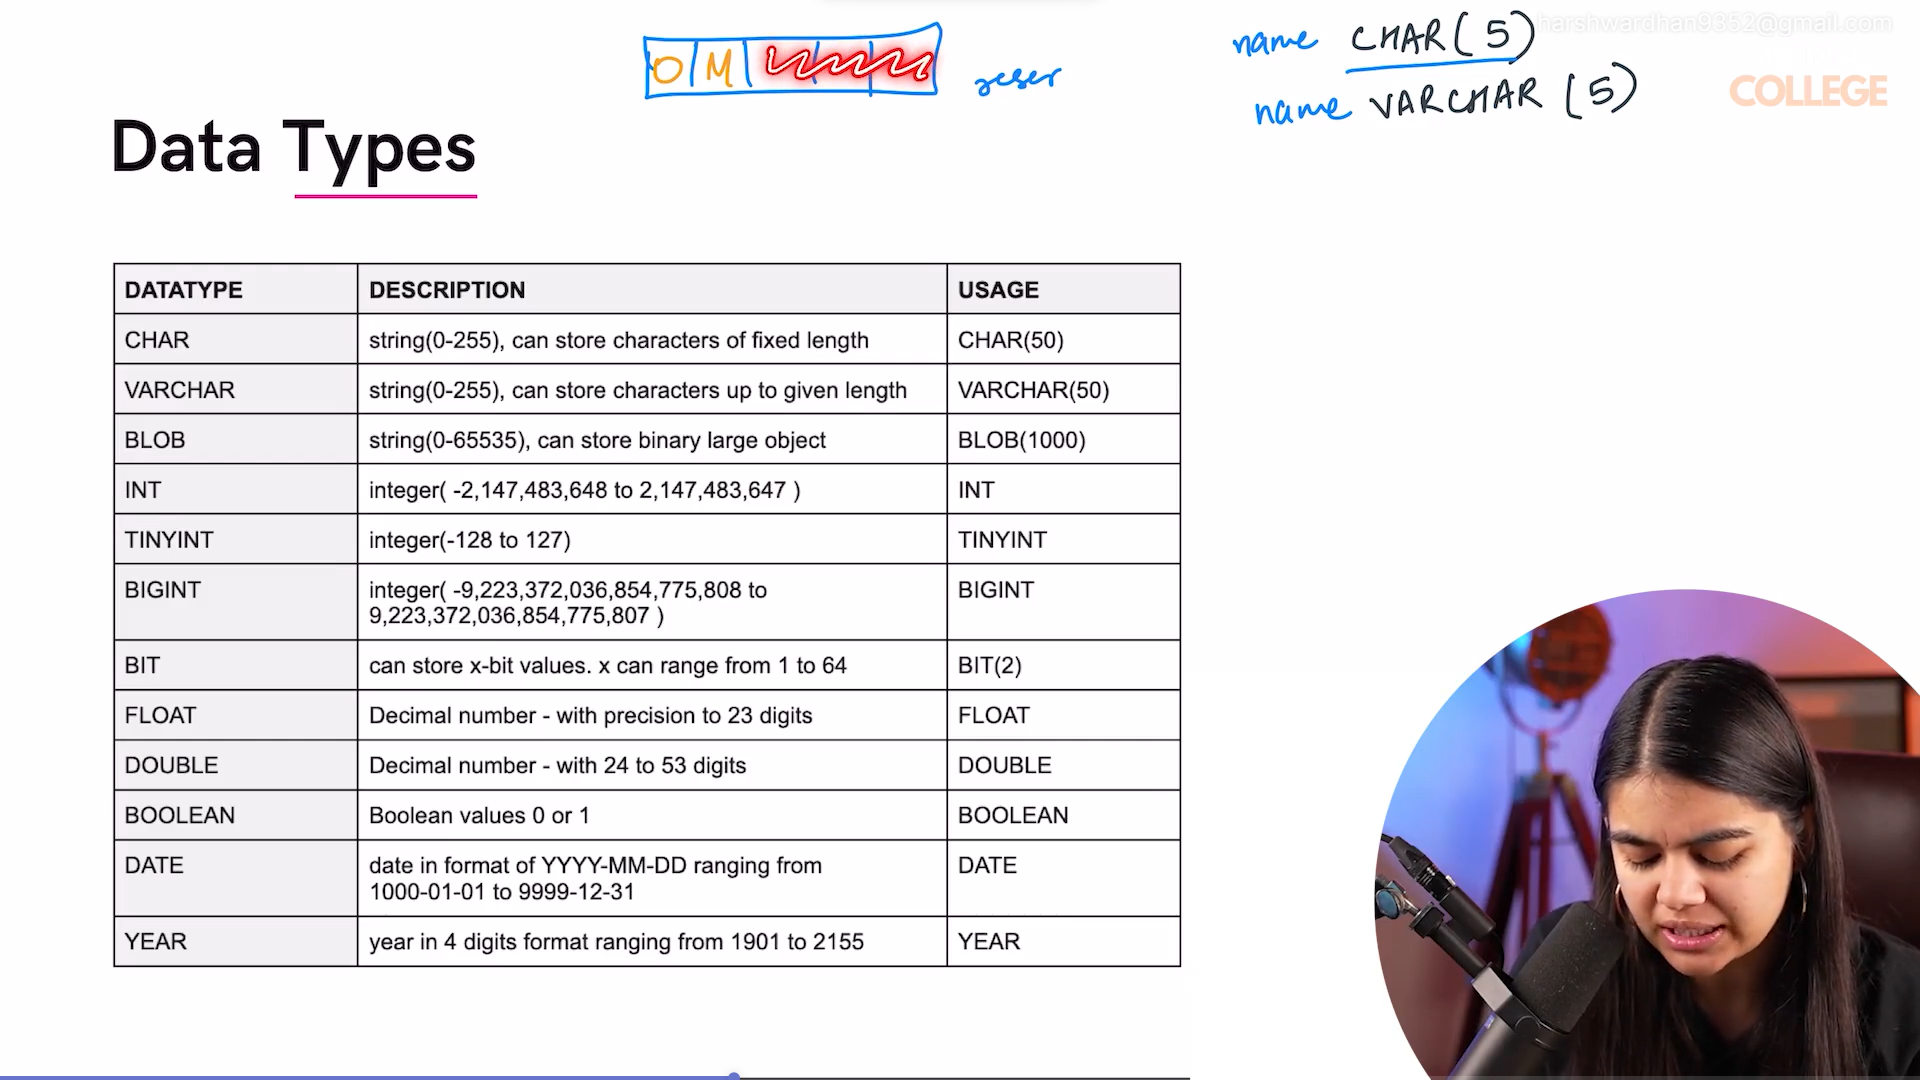 harshwardhan9352@gmail.com
name CHAR(5)
O M
reser
name VARCHAR (5)
COLLEGE
Data Types
DATATYPE DESCRIPTION USAGE
CHAR string(0-255), can store characters of fixed length CHAR(50)
VARCHAR string(0-255), can store characters up to given length VARCHAR(50)
BLOB string(0-65535), can store binary large object BLOB(1000)
INT integer( -2,147,483,648 to 2,147,483,647 ) INT
TINYINT integer(-128 to 127) TINYINT
BIGINT integer( -9,223,372,036,854,775,808 to BIGINT
9,223,372,036,854,775,807 )
BIT can store x-bit values. x can range from 1 to 64 BIT(2)
FLOAT Decimal number - with precision to 23 digits FLOAT
DOUBLE Decimal number - with 24 to 53 digits DOUBLE
BOOLEAN Boolean values 0 or 1 BOOLEAN
DATE date in format of YYYY-MM-DD ranging from DATE
1000-01-01 to 9999-12-31
YEAR year in 4 digits format ranging from 1901 to 2155 YEAR